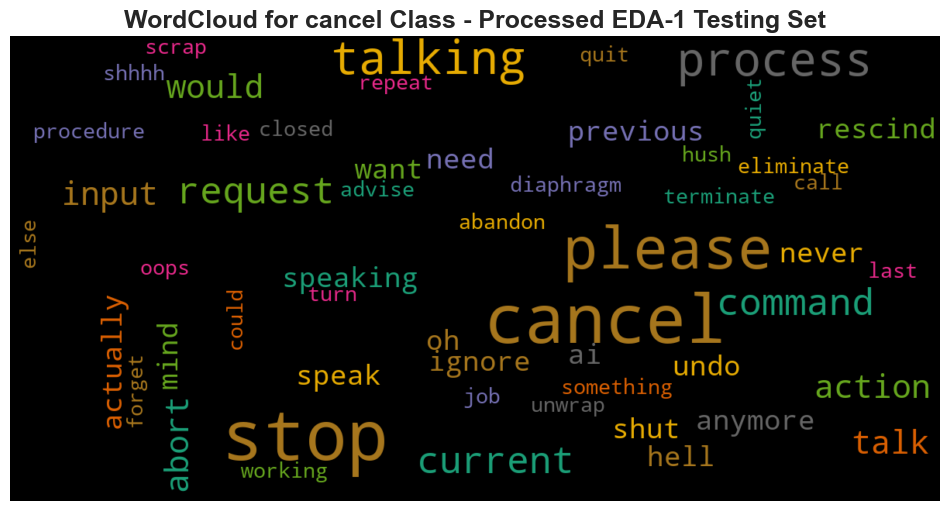 WordCloud for cancel Class - Processed EDA-1 Testing Set
scrap
talking
quit
process
shhhh
would
repeat
quiet
procedure
like
closed
previous
rescind
need
hush
want
eliminate
input
request
advise
diaphragm
call
terminate
abandon
else
please
never
oops
speaking
last
turn
could
cancel
command
actually
mind
forget
oh
ignore
ai
undo
speak
job
something
action
unwrap
abort
stop
shut
anymore
talk
working
current
hell